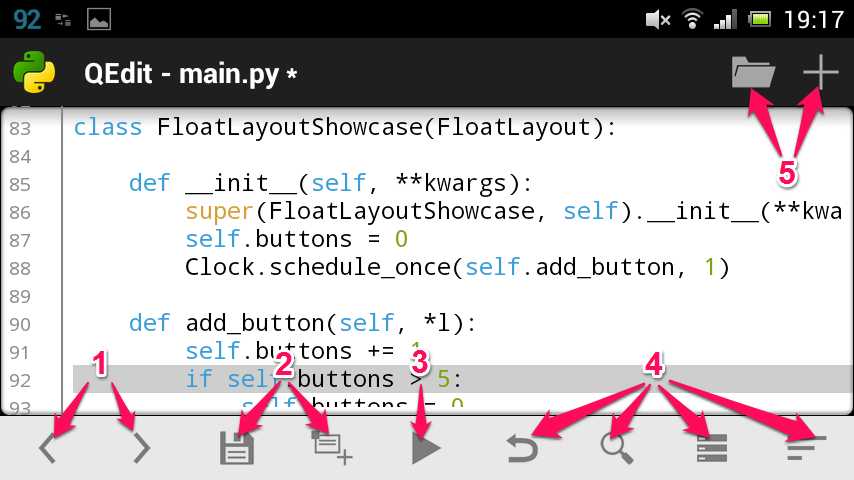 92 19:17
QEdit - main.py *
5
83 class FloatLayoutShowcase(FloatLayout):
84
85 def __init__(self, **kwargs):
86 super(FloatLayoutShowcase, self).__init__(**kwa
87 self.buttons = 0
88 Clock.schedule_once(self.add_button, 1)
89
90 def add_button(self, *l):
91 self.buttons += 1
1 2 3 4
92 if self.buttons > 5:
93 self.buttons = 0